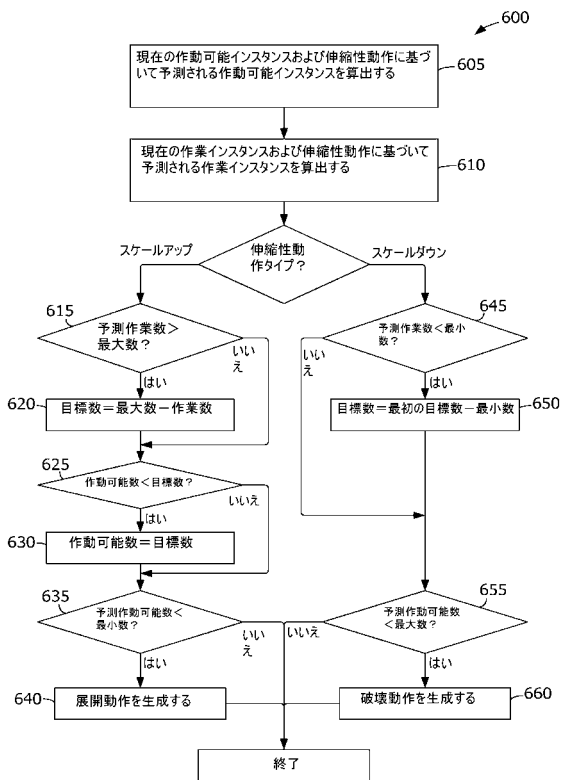 600
現在の作動可能インスタンスおよび伸縮性動作に基づ
いて予測される作動可能インスタンスを算出する
605
現在の作業インスタンスおよび伸縮性動作に基づいて
予測される作業インスタンスを算出する
610
伸縮性動
作タイプ?
スケールアップ
スケールダウン
615
予測作業数>
最大数?
いい
え
はい
645
予測作業数<最小
数?
いい
え
はい
620
目標数=最大数-作業数
650
目標数=最初の目標数-最小数
625
作動可能数<目標数?
いいえ
はい
630
作動可能数=目標数
635
予測作動可能数<
最小数?
いい
え
はい
655
予測作動可能数
<最大数?
いいえ
はい
640
展開動作を生成する
破壊動作を生成する
660
終了